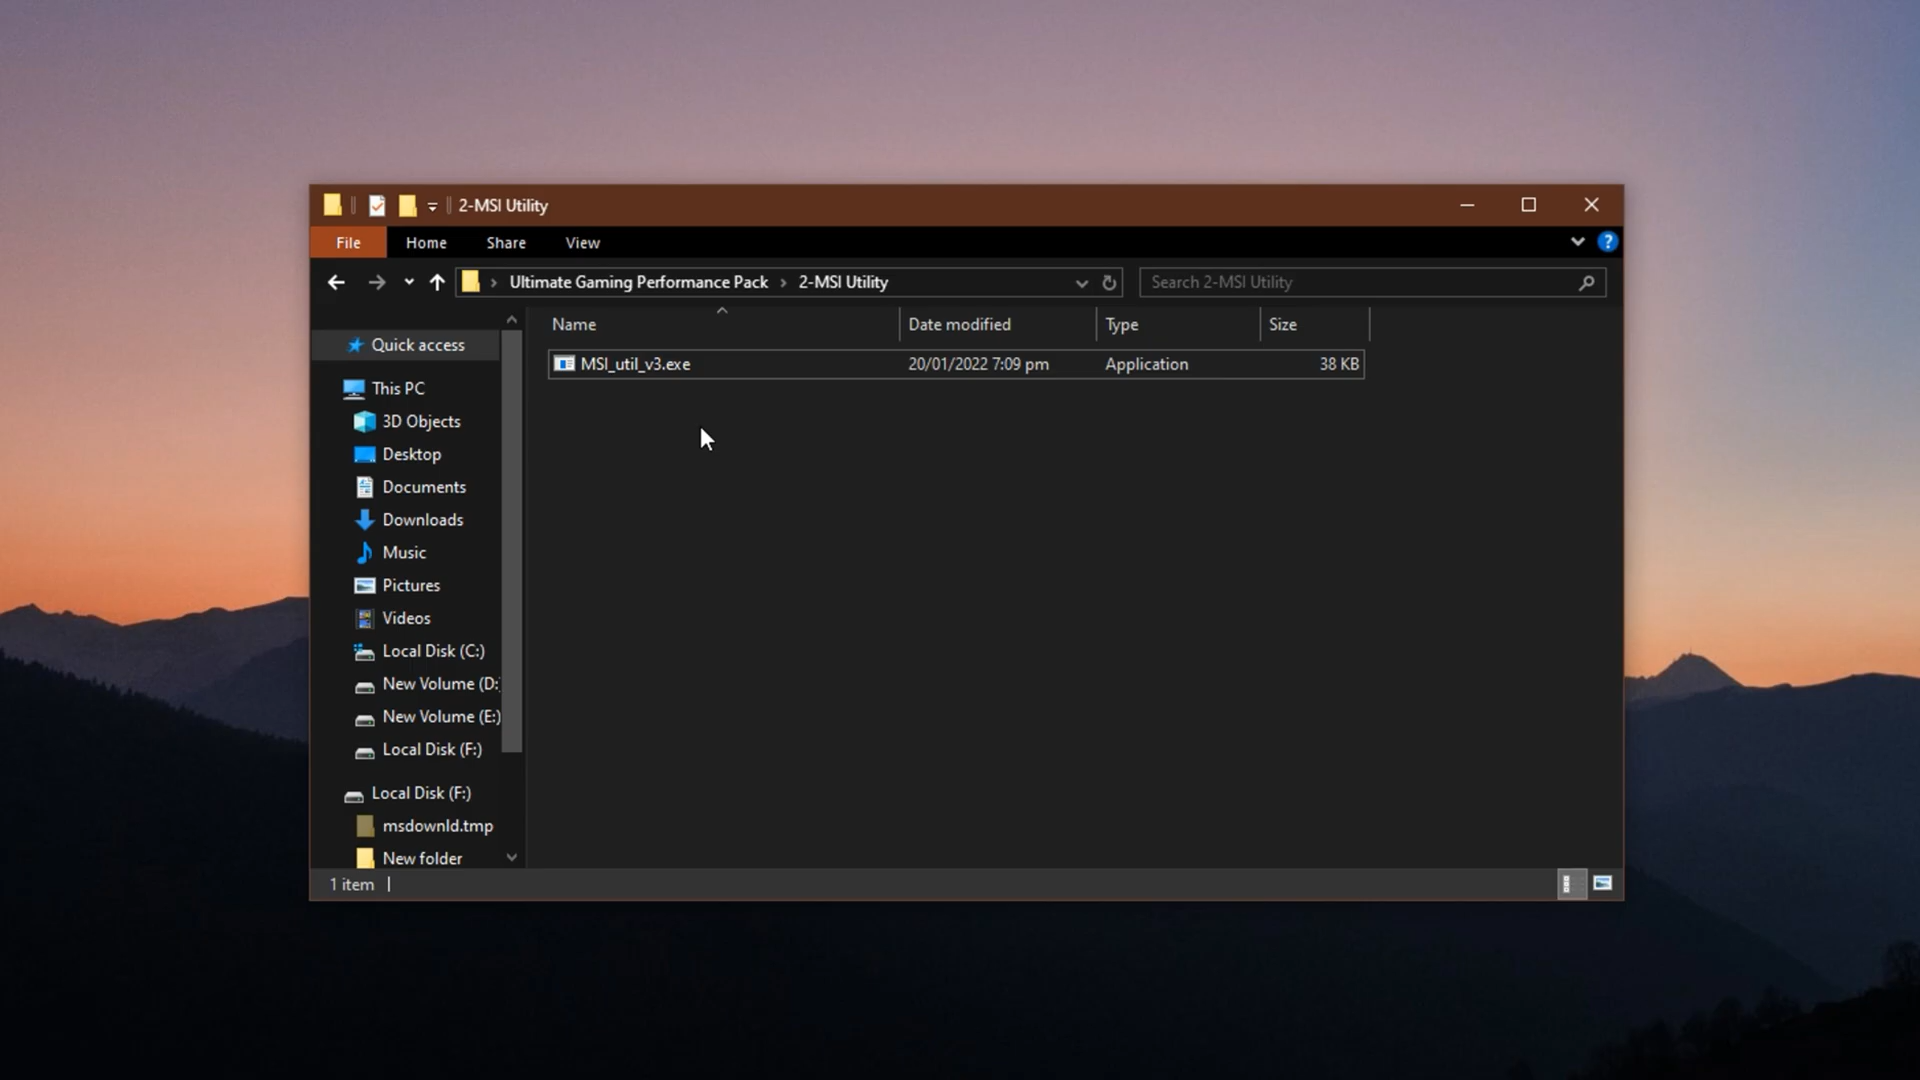 2-MSI Utility
File Home Share View
Ultimate Gaming Performance Pack 2-MSI Utility Search 2-MSI Utility
Name Date modified Type Size
MSI_util_v3.exe 20/01/2022 7:09 pm Application 38 KB
Quick access
This PC
3D Objects
Desktop
Documents
Downloads
Music
Pictures
Videos
Local Disk (C:)
New Volume (D:
New Volume (E:)
Local Disk (F:)
Local Disk (F:)
msdownld.tmp
New folder
1 item